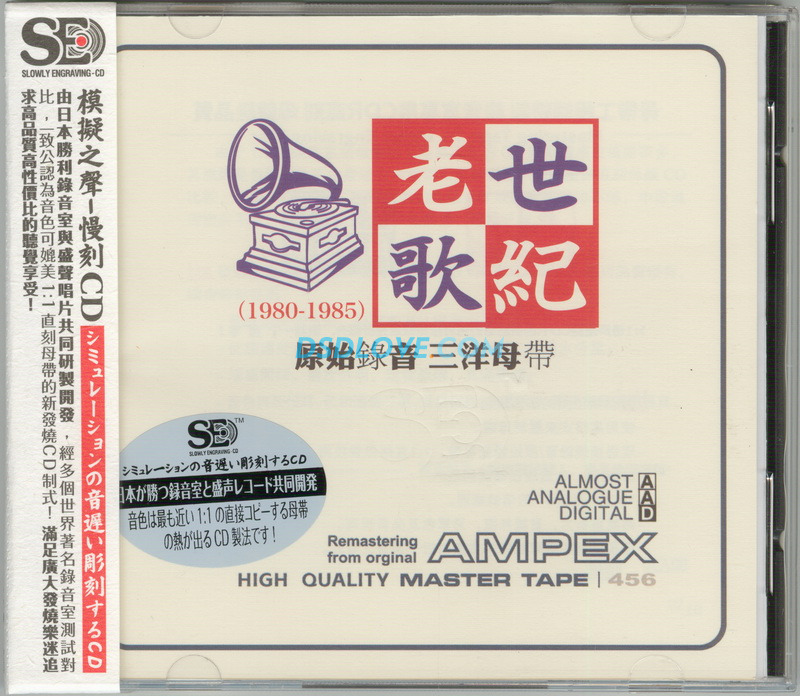 SE
SLOWLY ENGRAVING-CD
模擬之聲-慢刻CD
シミュレーションの音遅い彫刻するCD
由日本勝利錄音室與盛聲唱片共同研製開發，經多個世界著名錄音室測試對
比，一致公認為音色可媲美1:1直刻母帶的新發燒CD制式！滿足廣大發燒樂迷追
求高品質高性價比的聽覺享受！
世紀
老歌
(1980-1985)
DSDLOVE.COM
原始錄音 三洋母帶
SE™
SLOWLY ENGRAVING-CD
シミュレーションの音遅い彫刻するCD
日本が勝つ録音室と盛声レコード共同開発
音色は最も近い1:1の直接コピーする母帯
の熱が出るCD製法です!
ALMOST A
ANALOGUE A
DIGITAL D
Remastering
from orginal AMPEX
HIGH QUALITY MASTER TAPE | 456